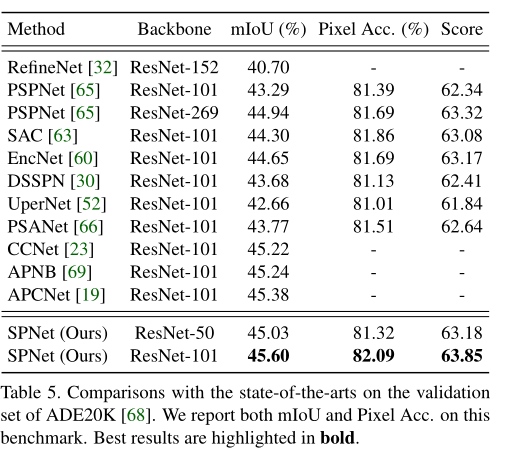 Method Backbone mIoU (%) Pixel Acc. (%) Score
RefineNet [32] ResNet-152 40.70 - -
PSPNet [65] ResNet-101 43.29 81.39 62.34
PSPNet [65] ResNet-269 44.94 81.69 63.32
SAC [63] ResNet-101 44.30 81.86 63.08
EncNet [60] ResNet-101 44.65 81.69 63.17
DSSPN [30] ResNet-101 43.68 81.13 62.41
UperNet [52] ResNet-101 42.66 81.01 61.84
PSANet [66] ResNet-101 43.77 81.51 62.64
CCNet [23] ResNet-101 45.22 - -
APNB [69] ResNet-101 45.24 - -
APCNet [19] ResNet-101 45.38 - -
SPNet (Ours) ResNet-50 45.03 81.32 63.18
SPNet (Ours) ResNet-101 45.60 82.09 63.85
Table 5. Comparisons with the state-of-the-arts on the validation
set of ADE20K [68]. We report both mIoU and Pixel Acc. on this
benchmark. Best results are highlighted in bold.